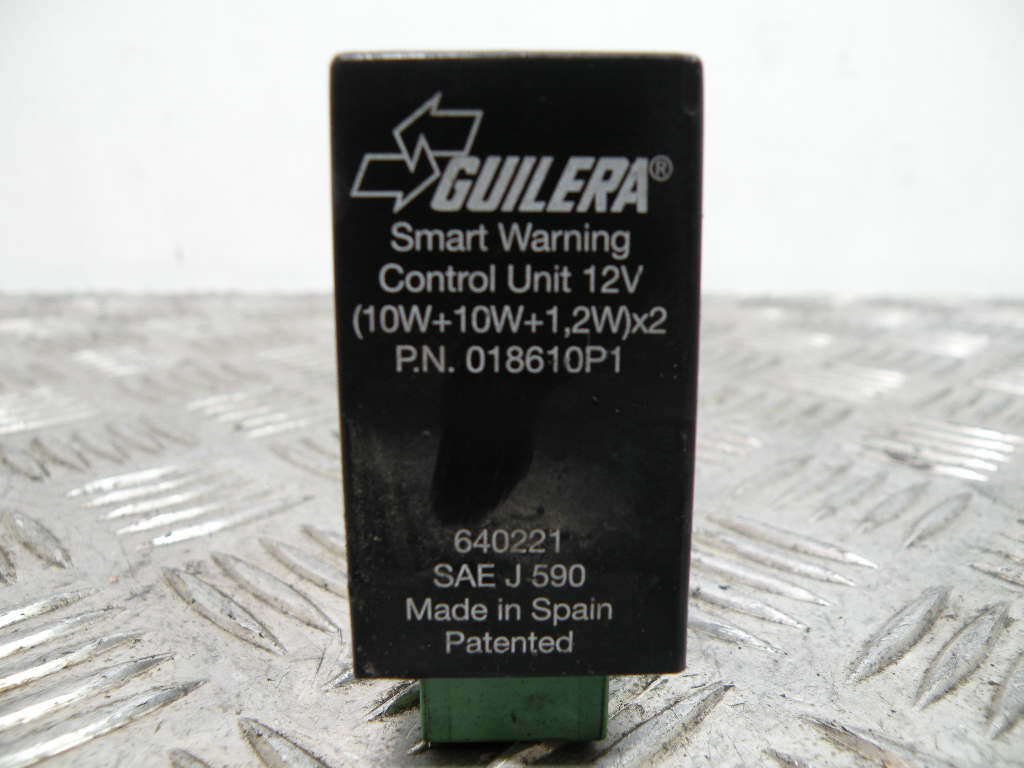 GUILERA®
Smart Warning
Control Unit 12V
(10W+10W+1,2W)x2
P.N. 018610P1
640221
SAE J 590
Made in Spain
Patented